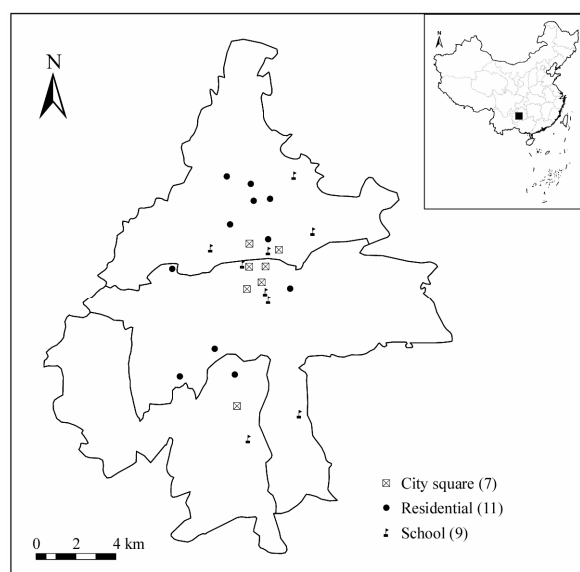 N
N
City square (7)
Residential (11)
School (9)
0 2 4 km